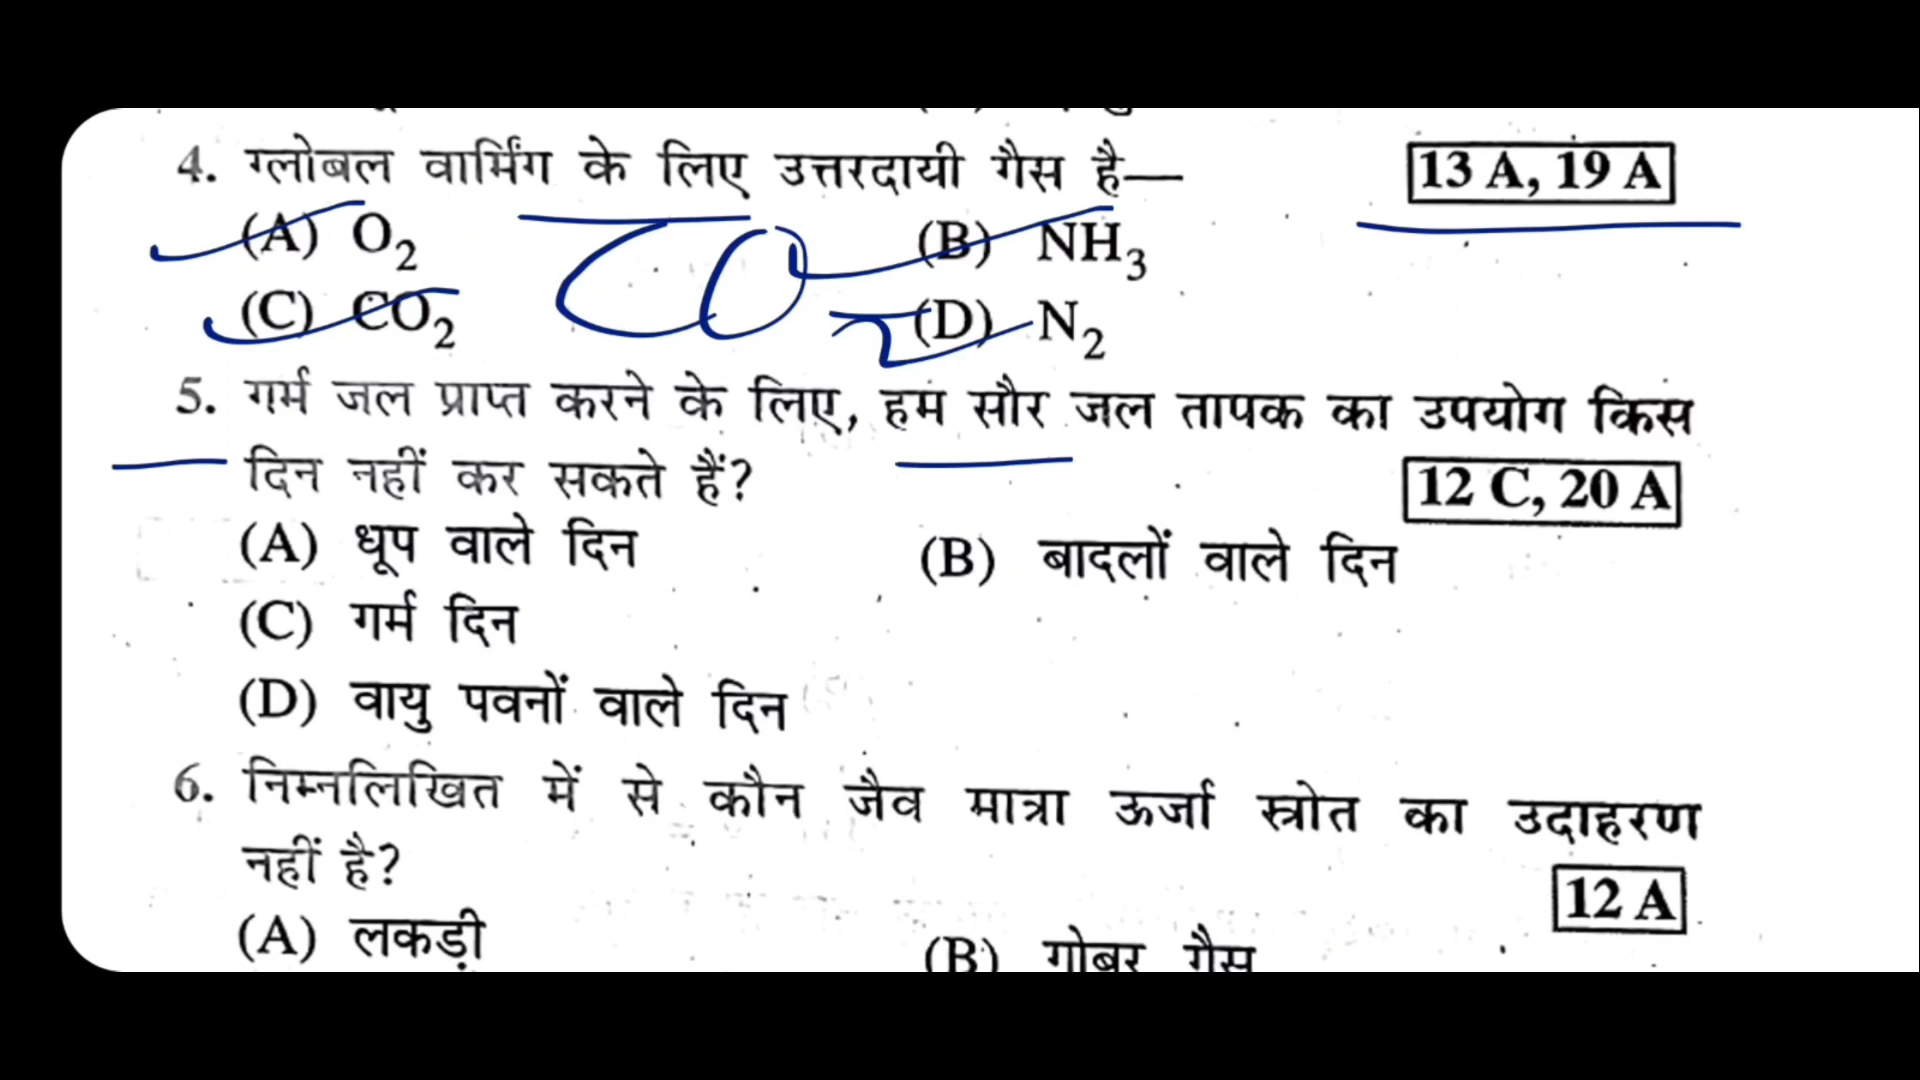 4. ग्लोबल वार्मिंग के लिए उत्तरदायी गैस है— 13 A, 19 A
(A) O₂ (B) NH₃
CO₂
(C) CO₂ (D) N₂
5. गर्म जल प्राप्त करने के लिए, हम सौर जल तापक का उपयोग किस
दिन नहीं कर सकते हैं? 12 C, 20 A
(A) धूप वाले दिन (B) बादलों वाले दिन
(C) गर्म दिन
(D) वायु पवनों वाले दिन
6. निम्नलिखित में से कौन जैव मात्रा ऊर्जा स्त्रोत का उदाहरण
नहीं है? 12 A
(A) लकड़ी (B) गोबर गैस